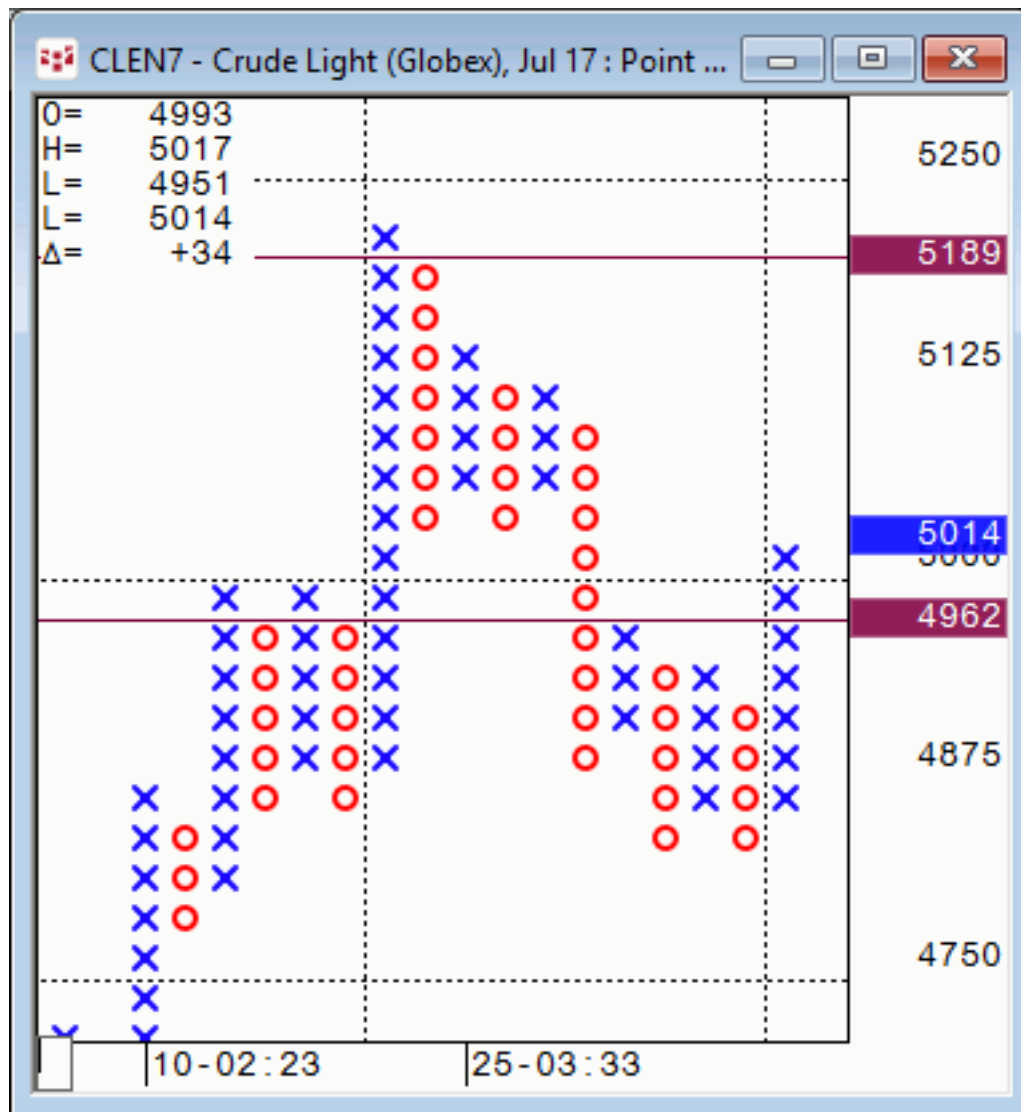 CLEN7 - Crude Light (Globex), Jul 17 : Point ...
O= 4993
H= 5017
L= 4951
L= 5014
Δ= +34
5250
5189
5125
5014
5000
4962
4875
4750
10-02:23
25-03:33